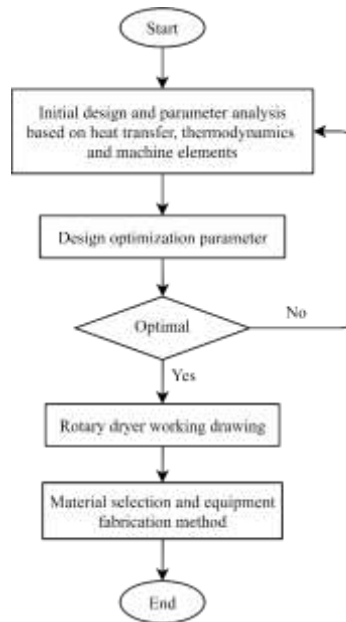 Start
Initial design and parameter analysis
based on heat transfer, thermodynamics
and machine elements
Design optimization parameter
Optimal
No
Yes
Rotary dryer working drawing
Material selection and equipment
fabrication method
End